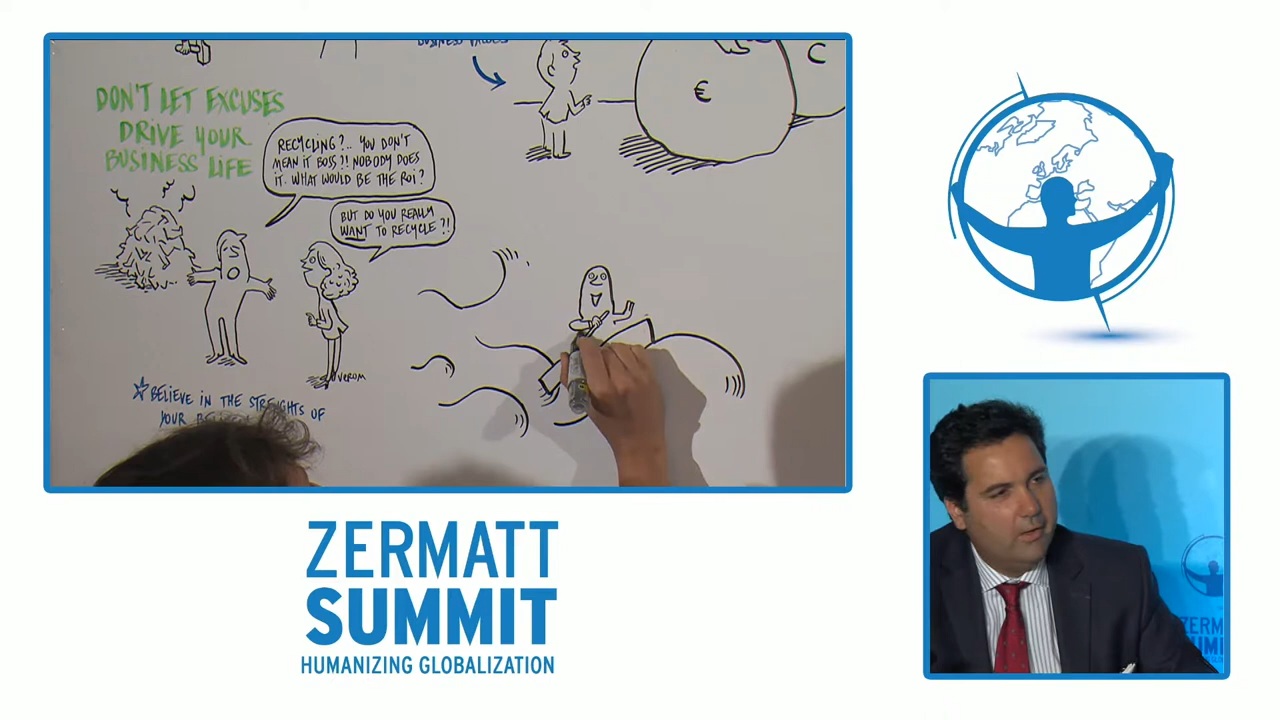 BUSINESS VALUES
€
C
DON'T LET EXCUSES
DRIVE YOUR
BUSINESS LIFE
RECYCLING?.. YOU DON'T
MEAN IT BOSS?!! NOBODY DOES
IT. WHAT WOULD BE THE ROI?
BUT DO YOU REALLY
WANT TO RECYCLE?!!
BELIEVE IN THE STRENGHTS OF
YOUR
ZERMATT
SUMMIT
HUMANIZING GLOBALIZATION
ZERMA
SUMM